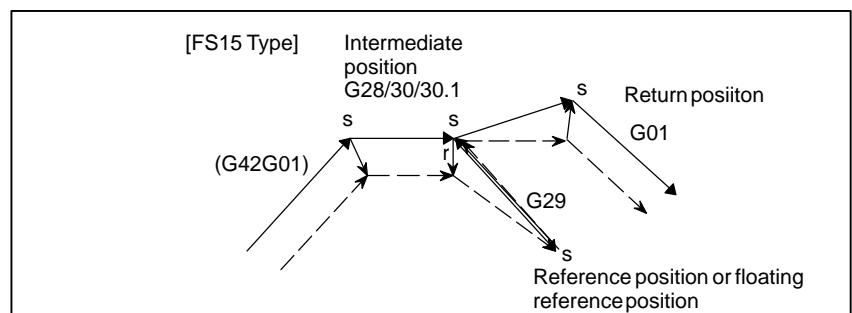 [FS15 Type]
Intermediate
position
G28/30/30.1
s
s
s
Return posiiton
G01
(G42G01)
r
G29
s
Reference position or floating
reference position